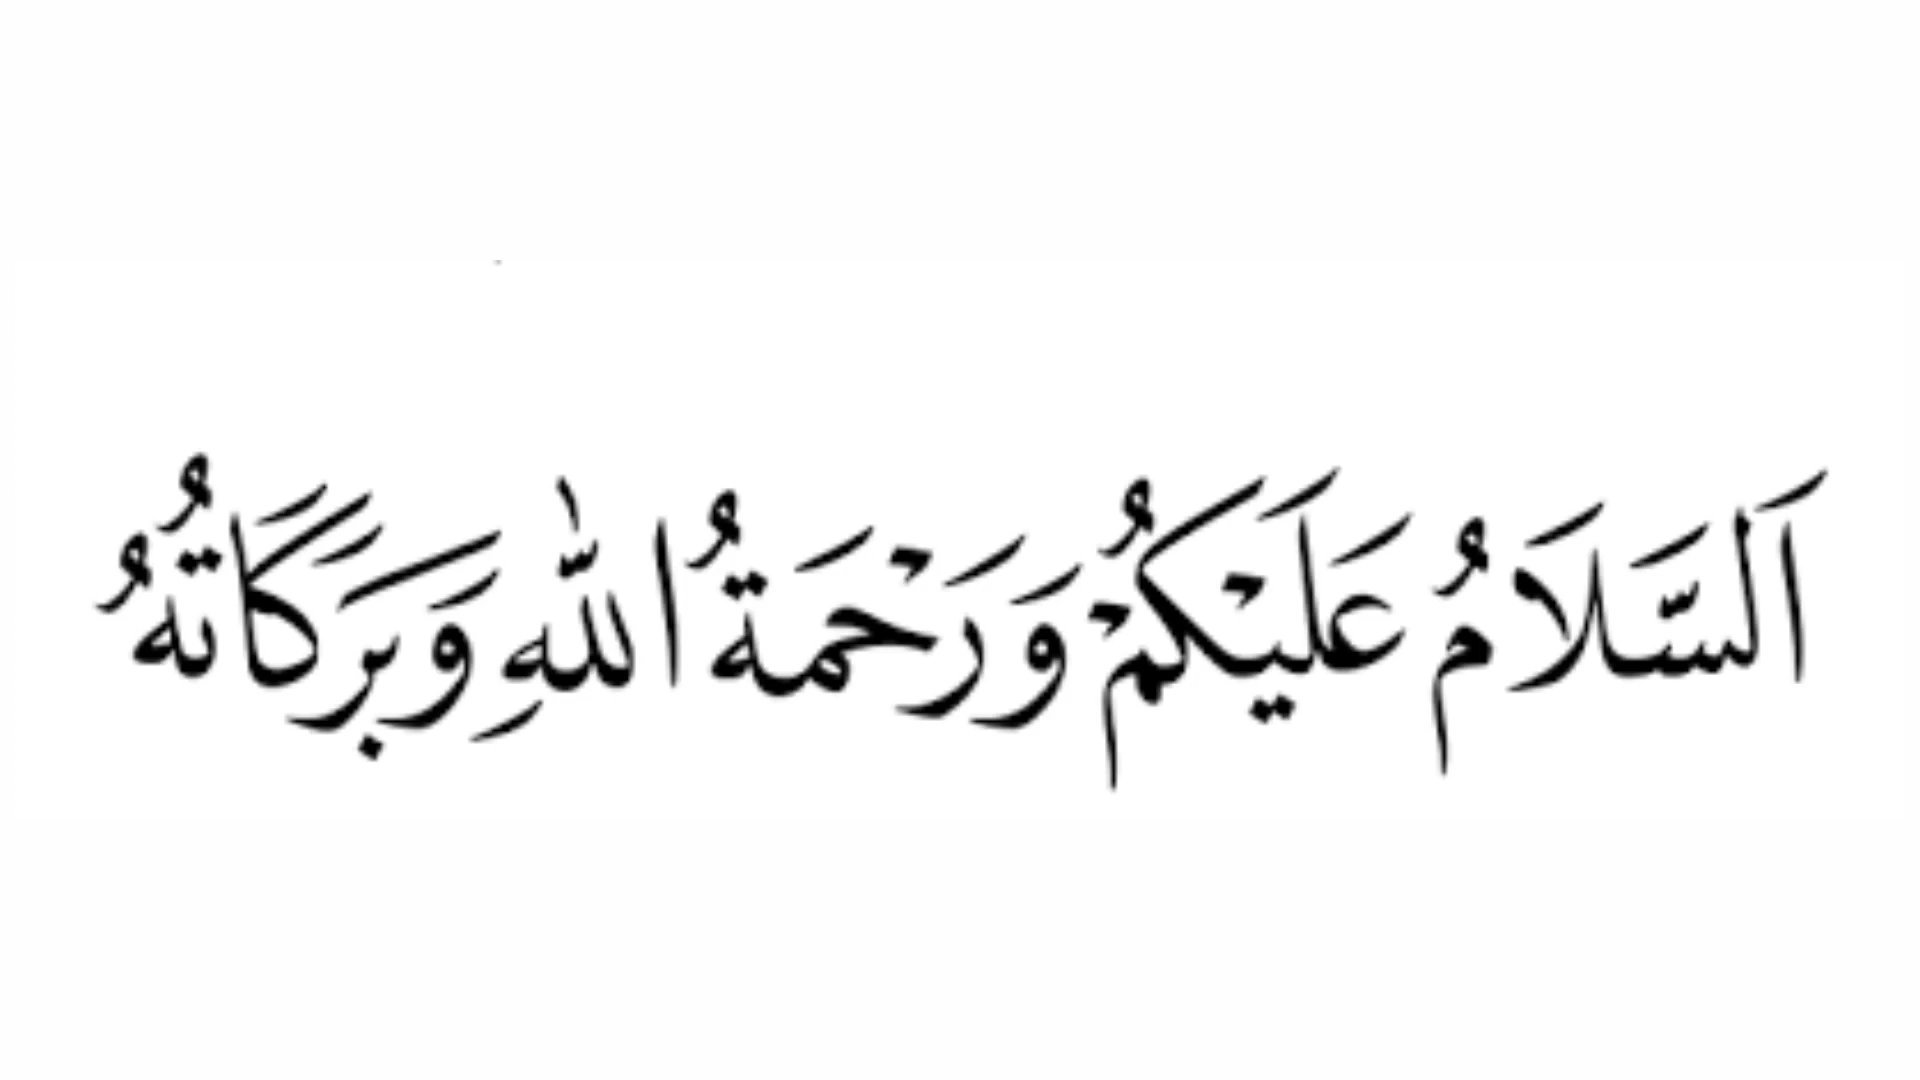 اَلسَّلَامُ عَلَيْكُمْ وَرَحْمَةُ اللّٰهِ وَبَرَكَاتُهُ